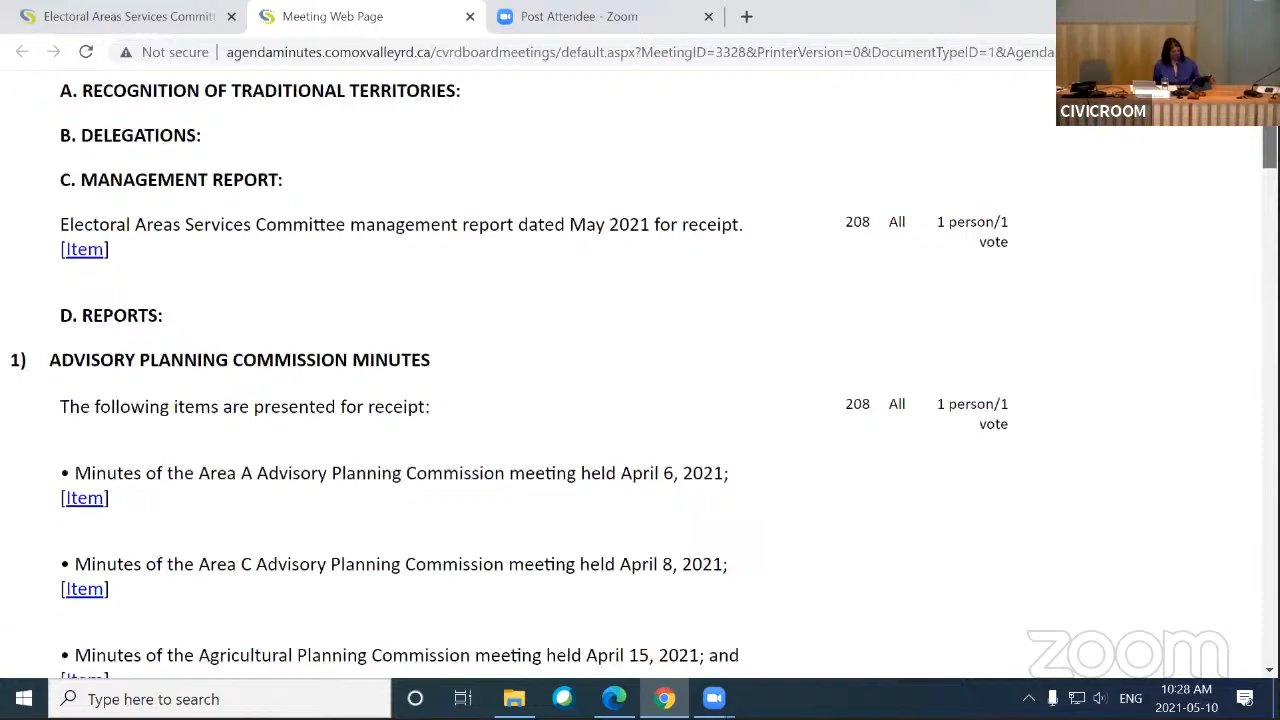 Electoral Areas Services Committ
Meeting Web Page
Post Attendee - Zoom
Not secure
agendaminutes.comoxvalleyrd.ca/cvrdboardmeetings/default.aspx?MeetingID=3328&PrinterVersion=0&DocumentTypeID=1&Agenda
CIVICROOM
A. RECOGNITION OF TRADITIONAL TERRITORIES:
B. DELEGATIONS:
C. MANAGEMENT REPORT:
Electoral Areas Services Committee management report dated May 2021 for receipt. 208 All 1 person/1
[Item] vote
D. REPORTS:
1) ADVISORY PLANNING COMMISSION MINUTES
The following items are presented for receipt: 208 All 1 person/1
vote
• Minutes of the Area A Advisory Planning Commission meeting held April 6, 2021;
[Item]
• Minutes of the Area C Advisory Planning Commission meeting held April 8, 2021;
[Item]
• Minutes of the Agricultural Planning Commission meeting held April 15, 2021; and
[Item]
zoom
Type here to search
ENG
10:28 AM
2021-05-10